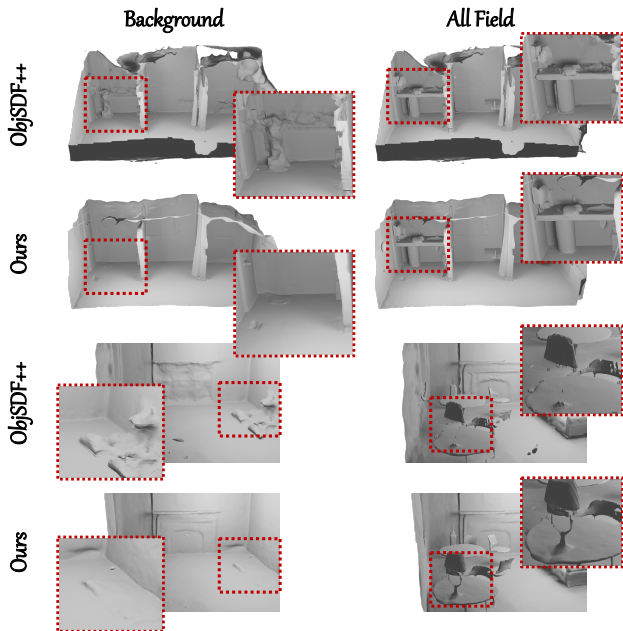 Background
All Field
ObjSDF++
Ours
ObjSDF++
Ours